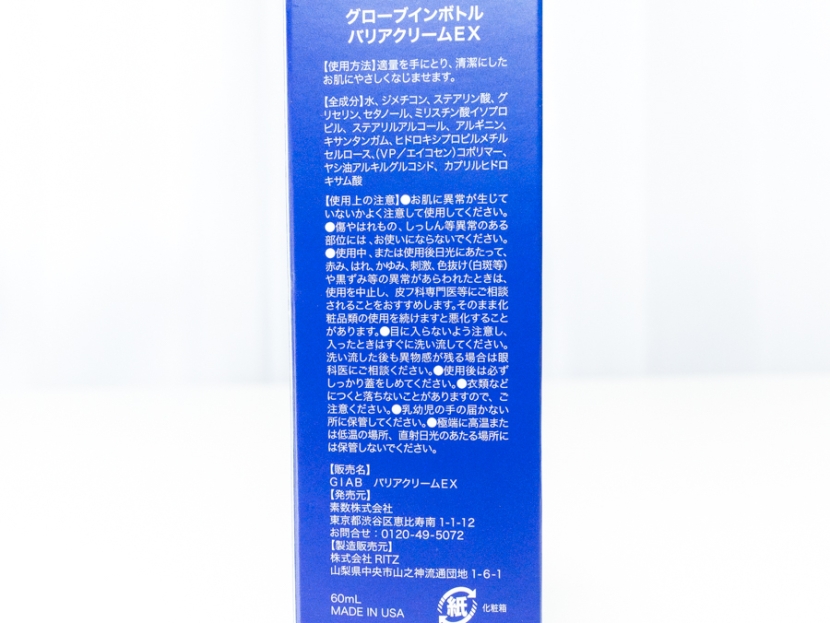 グローブインボトル
バリアクリームEX
【使用方法】適量を手にとり、清潔にした
お肌にやさしくなじませます。
【全成分】水、ジメチコン、ステアリン酸、グ
リセリン、セタノール、ミリスチン酸イソプロ
ピル、ステアリルアルコール、アルギニン、
キサンタンガム、ヒドロキシプロピルメチル
セルロース、(VP／エイコセン)コポリマー、
ヤシ油アルキルグルコシド、カプリルヒドロ
キサム酸
【使用上の注意】●お肌に異常が生じて
いないかよく注意して使用してください。
●傷やはれもの、しっしん等異常のある
部位には、お使いにならないでください。
●使用中、または使用後日光にあたって、
赤み、はれ、かゆみ、刺激、色抜け(白斑等)
や黒ずみ等の異常があらわれたときは、
使用を中止し、皮フ科専門医等にご相談
されることをおすすめします。そのまま化
粧品類の使用を続けますと悪化すること
があります。●目に入らないよう注意し、
入ったときはすぐに洗い流してください。
洗い流した後も異物感が残る場合は眼
科医にご相談ください。●使用後は必ず
しっかり蓋をしめてください。●衣類など
につくと落ちないことがありますので、ご
注意ください。●乳幼児の手の届かない
所に保管してください。●極端に高温また
は低温の場所、直射日光のあたる場所に
は保管しないでください。
【販売名】
GIAB バリアクリームEX
【発売元】
素数株式会社
東京都渋谷区恵比寿南1-1-12
お問合せ：0120-49-5072
【製造販売元】
株式会社RITZ
山梨県中央市山之神流通団地1-6-1
60mL
MADE IN USA
紙
化粧箱